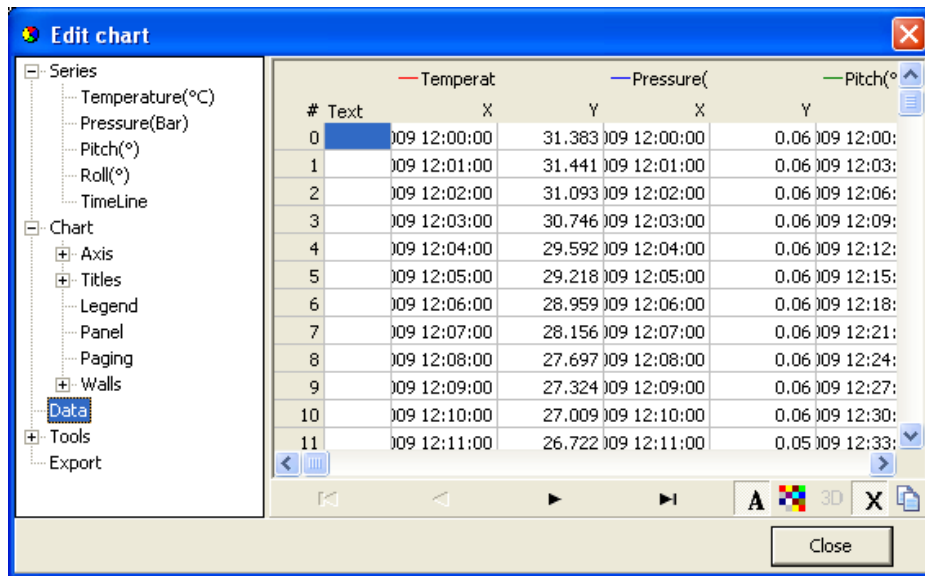 Edit chart
Series
Temperature(°C)
Pressure(Bar)
Pitch(°)
Roll(°)
TimeLine
Chart
Axis
Titles
Legend
Panel
Paging
Walls
Data
Tools
Export
Temperat Pressure( Pitch(°
# Text X Y X Y
0 009 12:00:00 31.383 009 12:00:00 0.06 009 12:00:
1 009 12:01:00 31.441 009 12:01:00 0.06 009 12:03:
2 009 12:02:00 31.093 009 12:02:00 0.06 009 12:06:
3 009 12:03:00 30.746 009 12:03:00 0.06 009 12:09:
4 009 12:04:00 29.592 009 12:04:00 0.06 009 12:12:
5 009 12:05:00 29.218 009 12:05:00 0.06 009 12:15:
6 009 12:06:00 28.959 009 12:06:00 0.06 009 12:18:
7 009 12:07:00 28.156 009 12:07:00 0.06 009 12:21:
8 009 12:08:00 27.697 009 12:08:00 0.06 009 12:24:
9 009 12:09:00 27.324 009 12:09:00 0.06 009 12:27:
10 009 12:10:00 27.009 009 12:10:00 0.06 009 12:30:
11 009 12:11:00 26.722 009 12:11:00 0.05 009 12:33:
A 3D X
Close